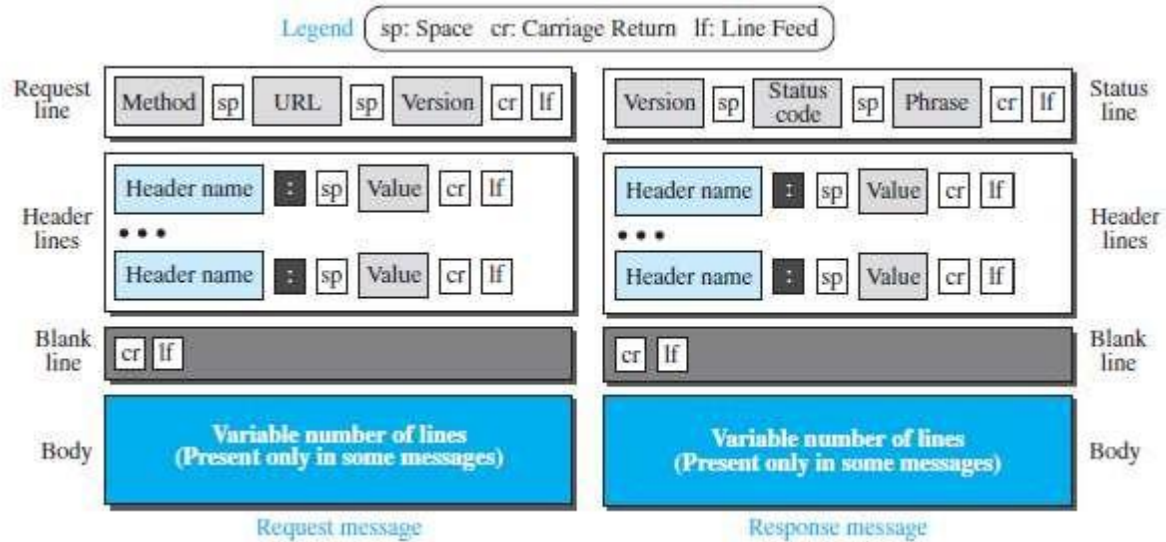 Legend sp: Space cr: Carriage Return lf: Line Feed
Request line
Method sp URL sp Version cr lf
Header lines
Header name : sp Value cr lf
• • •
Header name : sp Value cr lf
Blank line
cr lf
Body
Variable number of lines
(Present only in some messages)
Request message
Version sp Status code sp Phrase cr lf
Status line
Header name : sp Value cr lf
• • •
Header name : sp Value cr lf
Header lines
cr lf
Blank line
Variable number of lines
(Present only in some messages)
Body
Response message